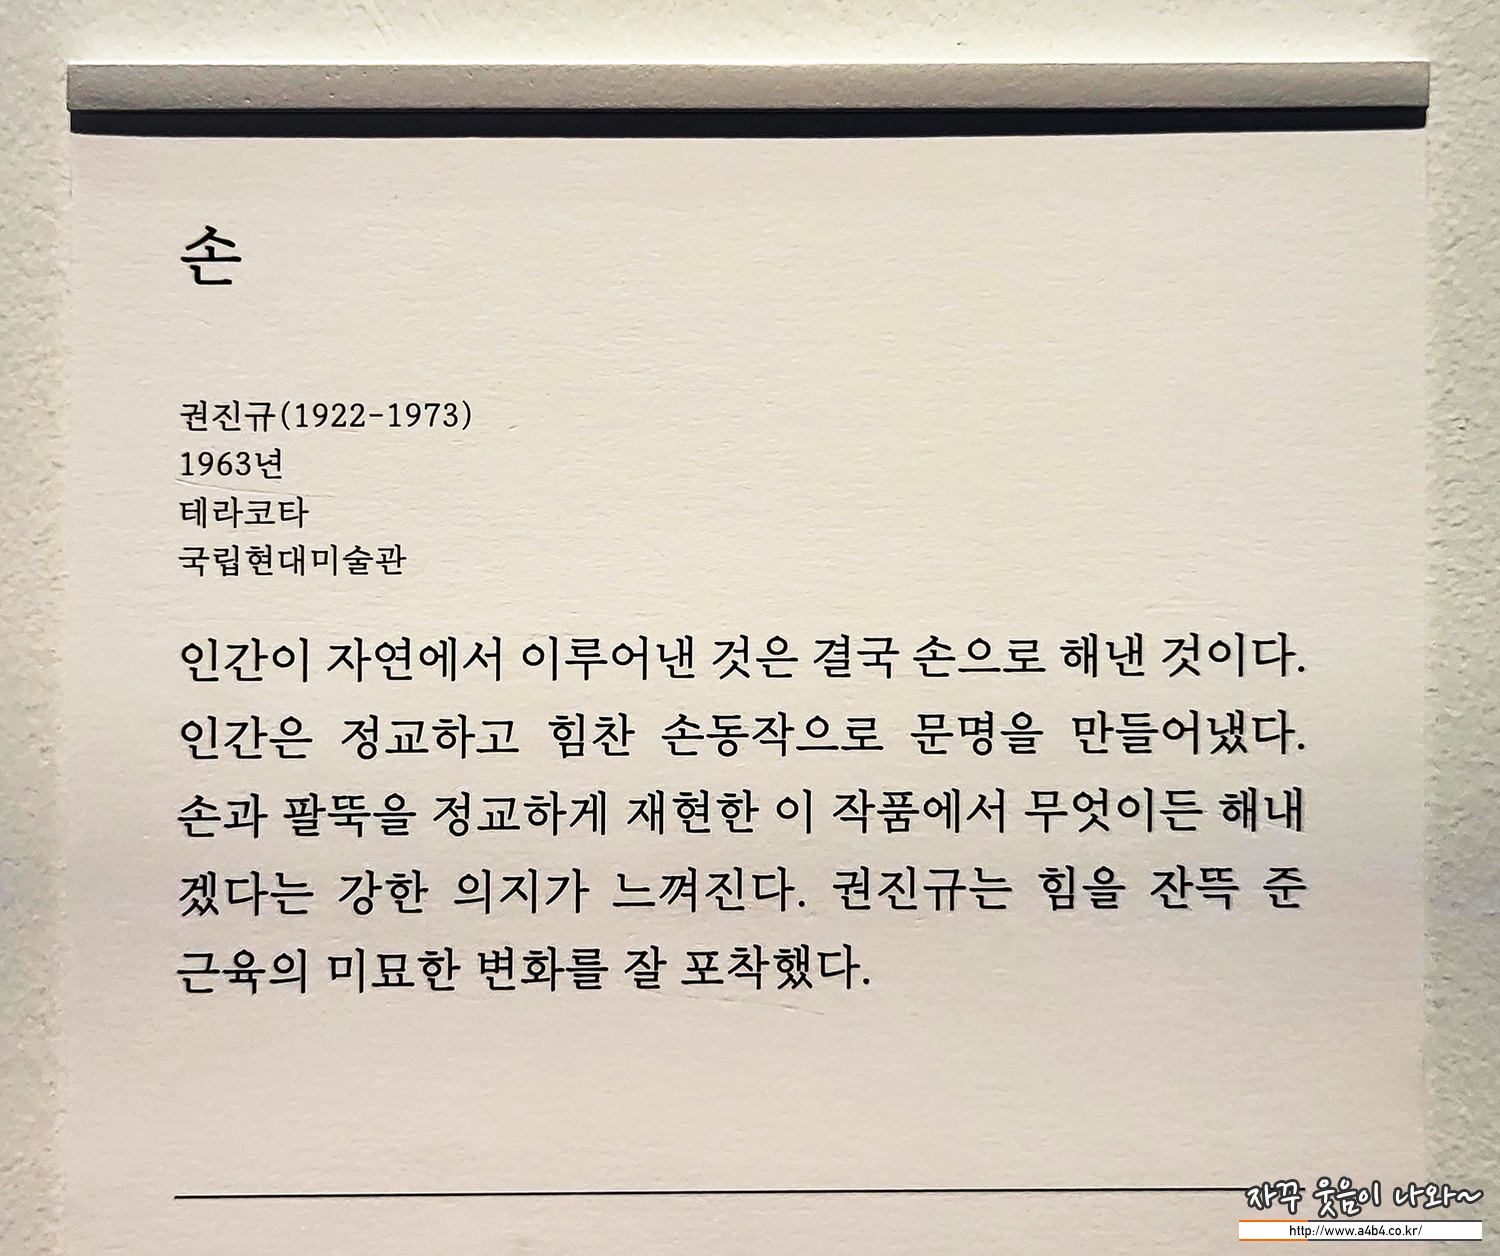 손
권진규(1922-1973)
1963년
테라코타
국립현대미술관
인간이 자연에서 이루어낸 것은 결국 손으로 해낸 것이다.
인간은 정교하고 힘찬 손동작으로 문명을 만들어냈다.
손과 팔뚝을 정교하게 재현한 이 작품에서 무엇이든 해내
겠다는 강한 의지가 느껴진다. 권진규는 힘을 잔뜩 준
근육의 미묘한 변화를 잘 포착했다.
자꾸 웃음이 나와~
http://www.a4b4.co.kr/